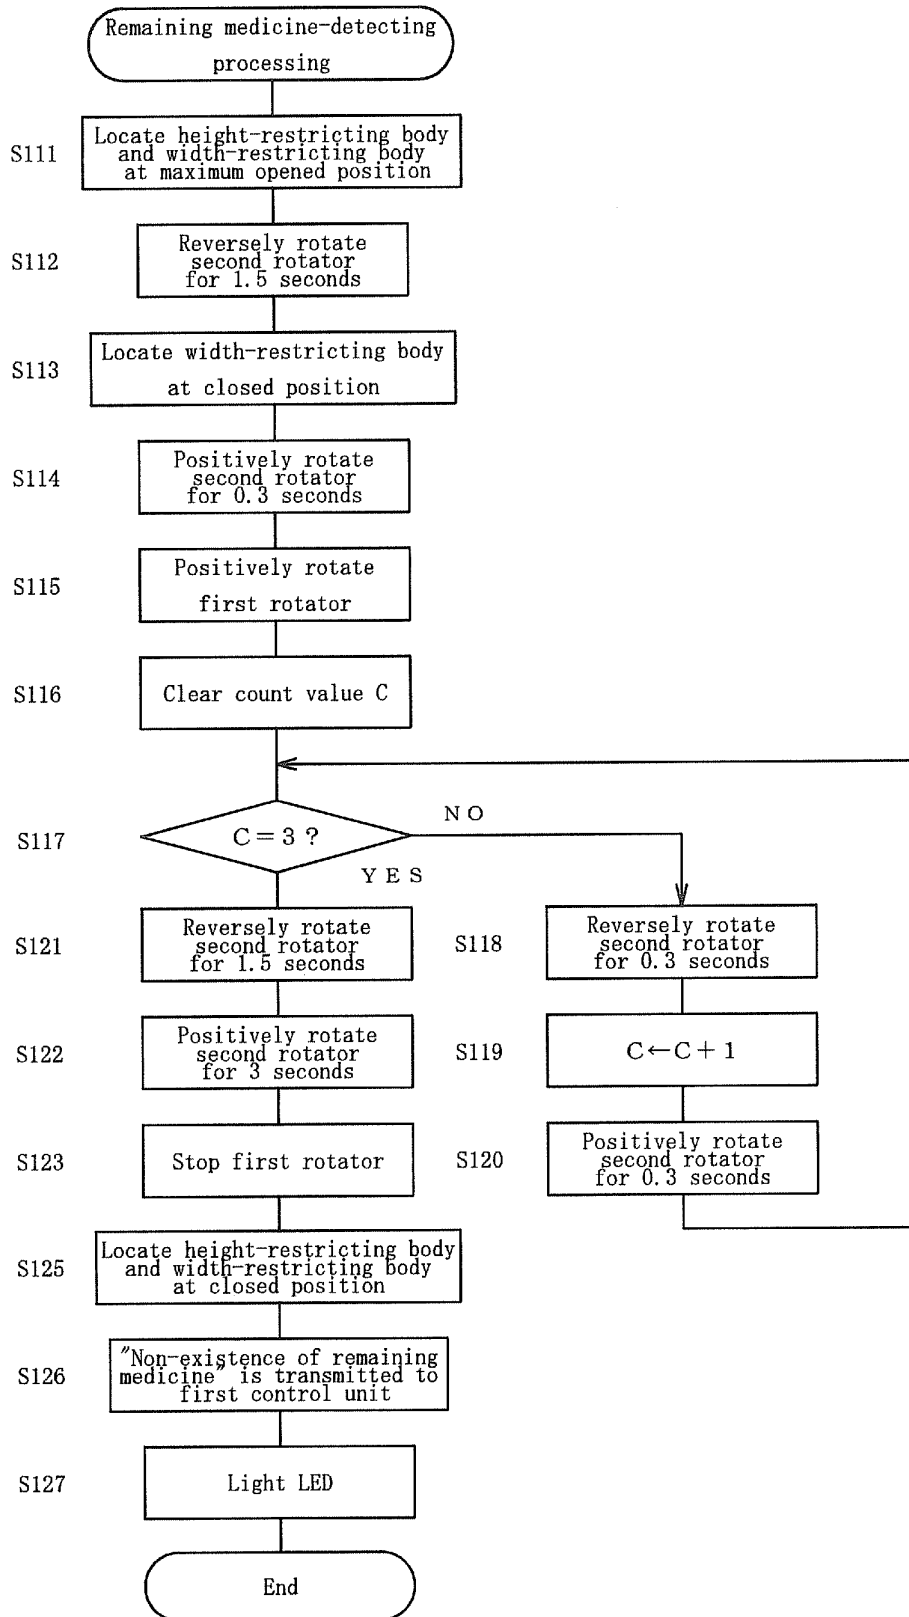 Remaining medicine-detecting
processing
S111
Locate height-restricting body
and width-restricting body
at maximum opened position
S112
Reversely rotate
second rotator
for 1.5 seconds
S113
Locate width-restricting body
at closed position
S114
Positively rotate
second rotator
for 0.3 seconds
S115
Positively rotate
first rotator
S116
Clear count value C
S117
C=3?
NO
YES
S121
Reversely rotate
second rotator
for 1.5 seconds
S118
Reversely rotate
second rotator
for 0.3 seconds
S122
Positively rotate
second rotator
for 3 seconds
S119
C←C+1
S123
Stop first rotator
S120
Positively rotate
second rotator
for 0.3 seconds
S125
Locate height-restricting body
and width-restricting body
at closed position
S126
"Non-existence of remaining
medicine" is transmitted to
first control unit
S127
Light LED
End